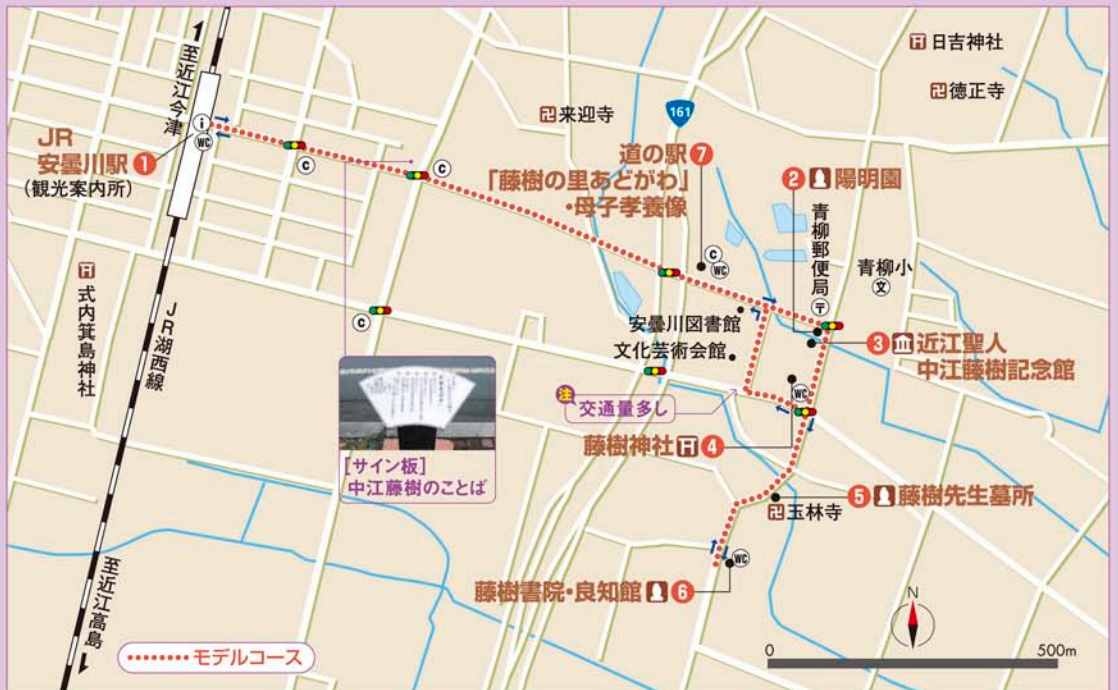 至近江今津
JR
安曇川駅 1
(観光案内所)
i
WC
C
C
C
式内箕島神社
JR湖西線
至近江高島
来迎寺
161
道の駅 7
「藤樹の里あどがわ」
・母子孝養像
C
WC
日吉神社
徳正寺
2 陽明園
青柳郵便局
〒
青柳小
文
安曇川図書館
文化芸術会館
3 近江聖人
中江藤樹記念館
注 交通量多し
WC
藤樹神社 4
5 藤樹先生墓所
玉林寺
WC
藤樹書院・良知館 6
[サイン板]
中江藤樹のことば
モデルコース
N
0 500m